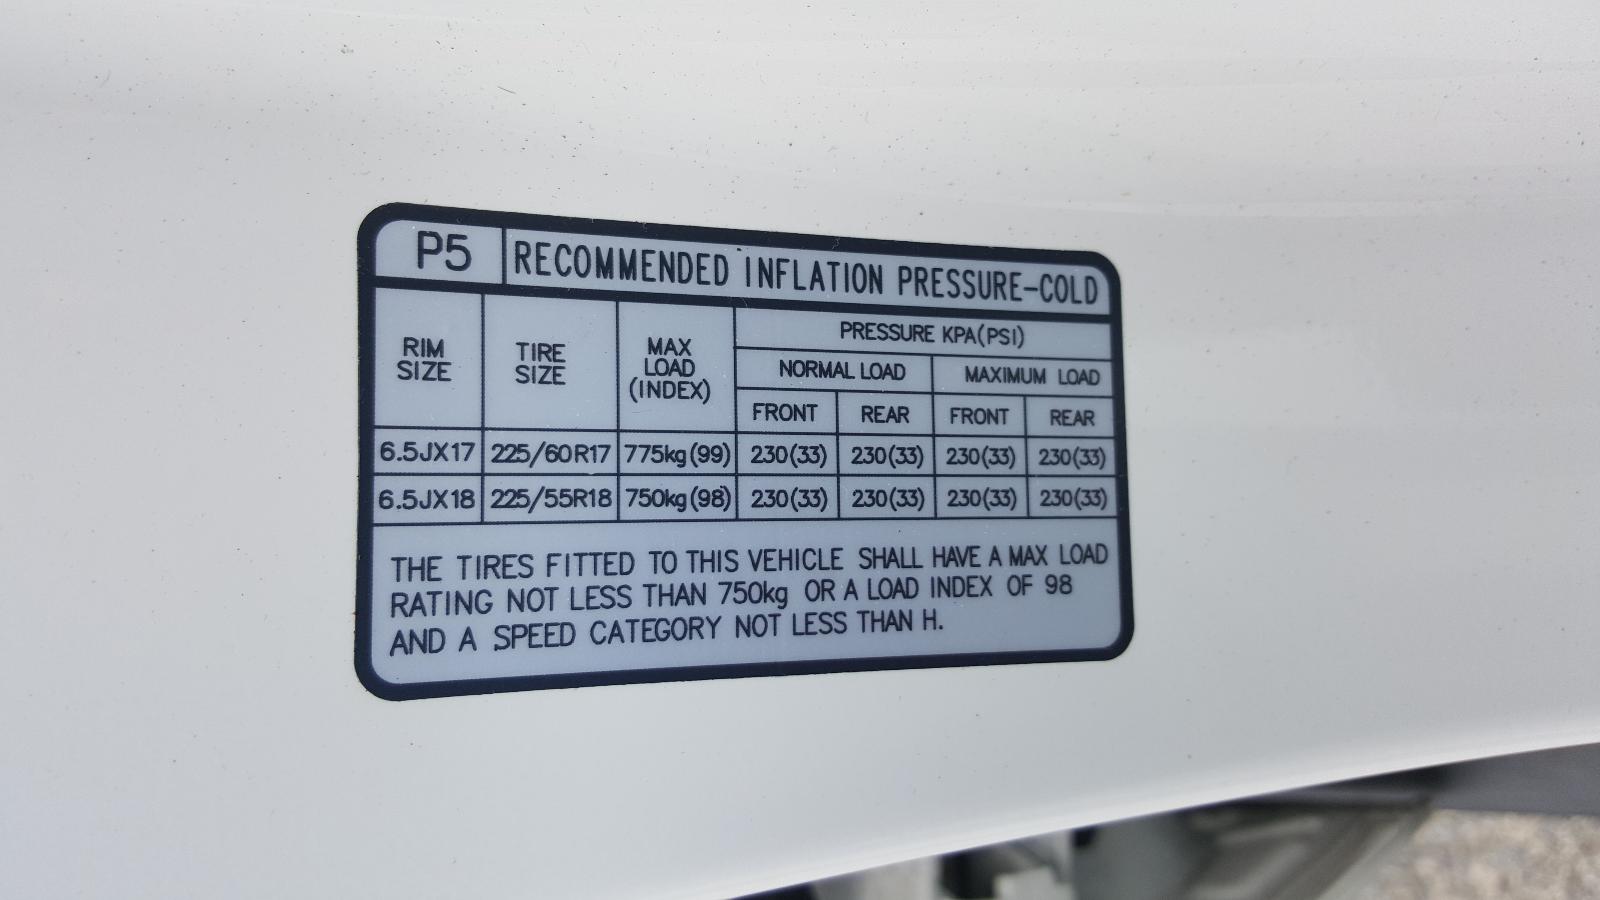 P5 RECOMMENDED INFLATION PRESSURE-COLD
RIM SIZE TIRE SIZE MAX LOAD (INDEX) PRESSURE KPA(PSI)
NORMAL LOAD MAXIMUM LOAD
FRONT REAR FRONT REAR
6.5JX17 225/60R17 775kg(99) 230(33) 230(33) 230(33) 230(33)
6.5JX18 225/55R18 750kg(98) 230(33) 230(33) 230(33) 230(33)
THE TIRES FITTED TO THIS VEHICLE SHALL HAVE A MAX LOAD
RATING NOT LESS THAN 750kg OR A LOAD INDEX OF 98
AND A SPEED CATEGORY NOT LESS THAN H.